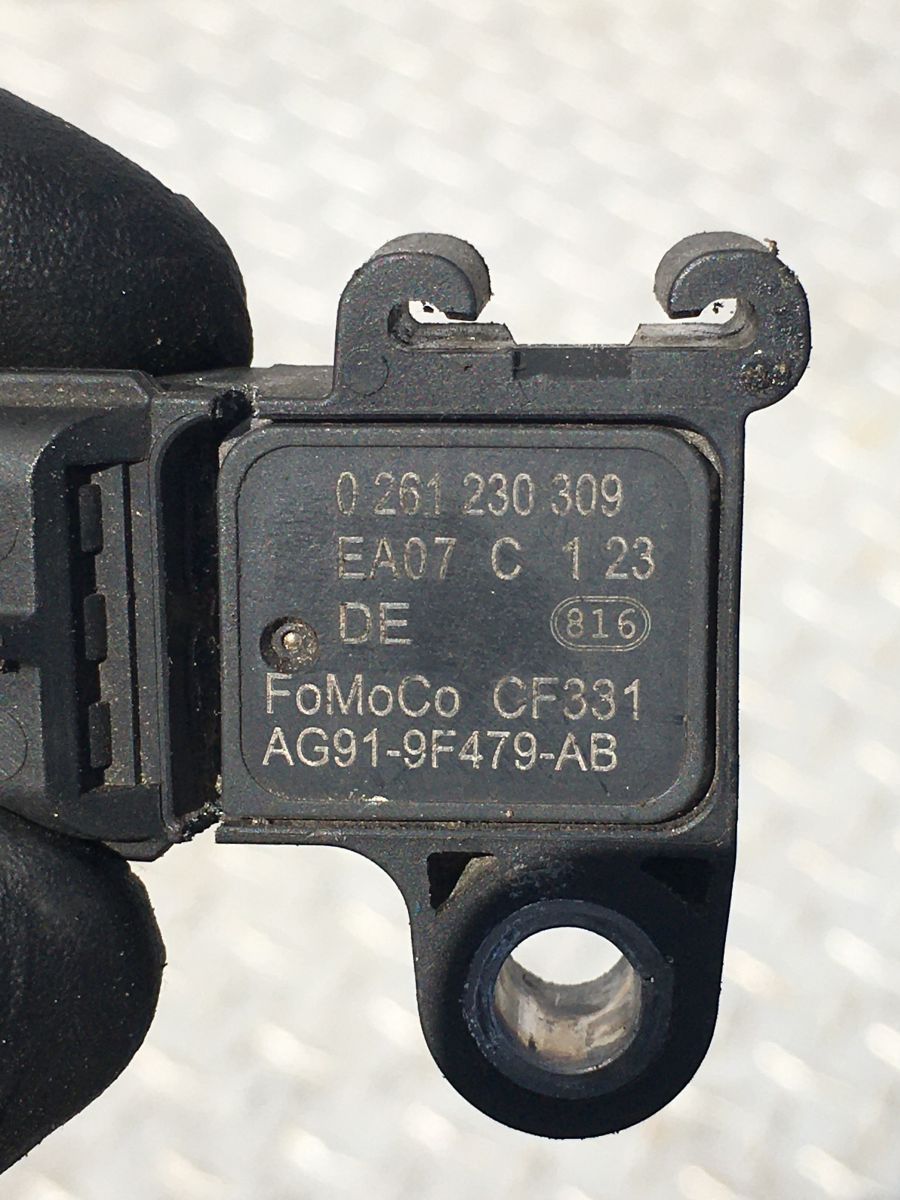 0 261 230 309
EA07 C 1 23
DE 816
FoMoCo CF331
AG91-9F479-AB